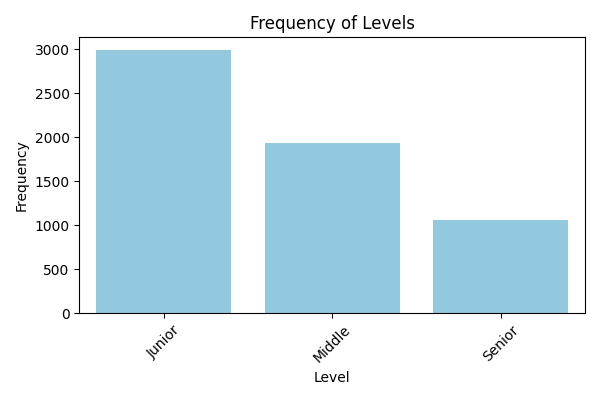 Frequency of Levels
3000
2500
2000
1500
1000
500
0
Frequency
Junior
Middle
Senior
Level